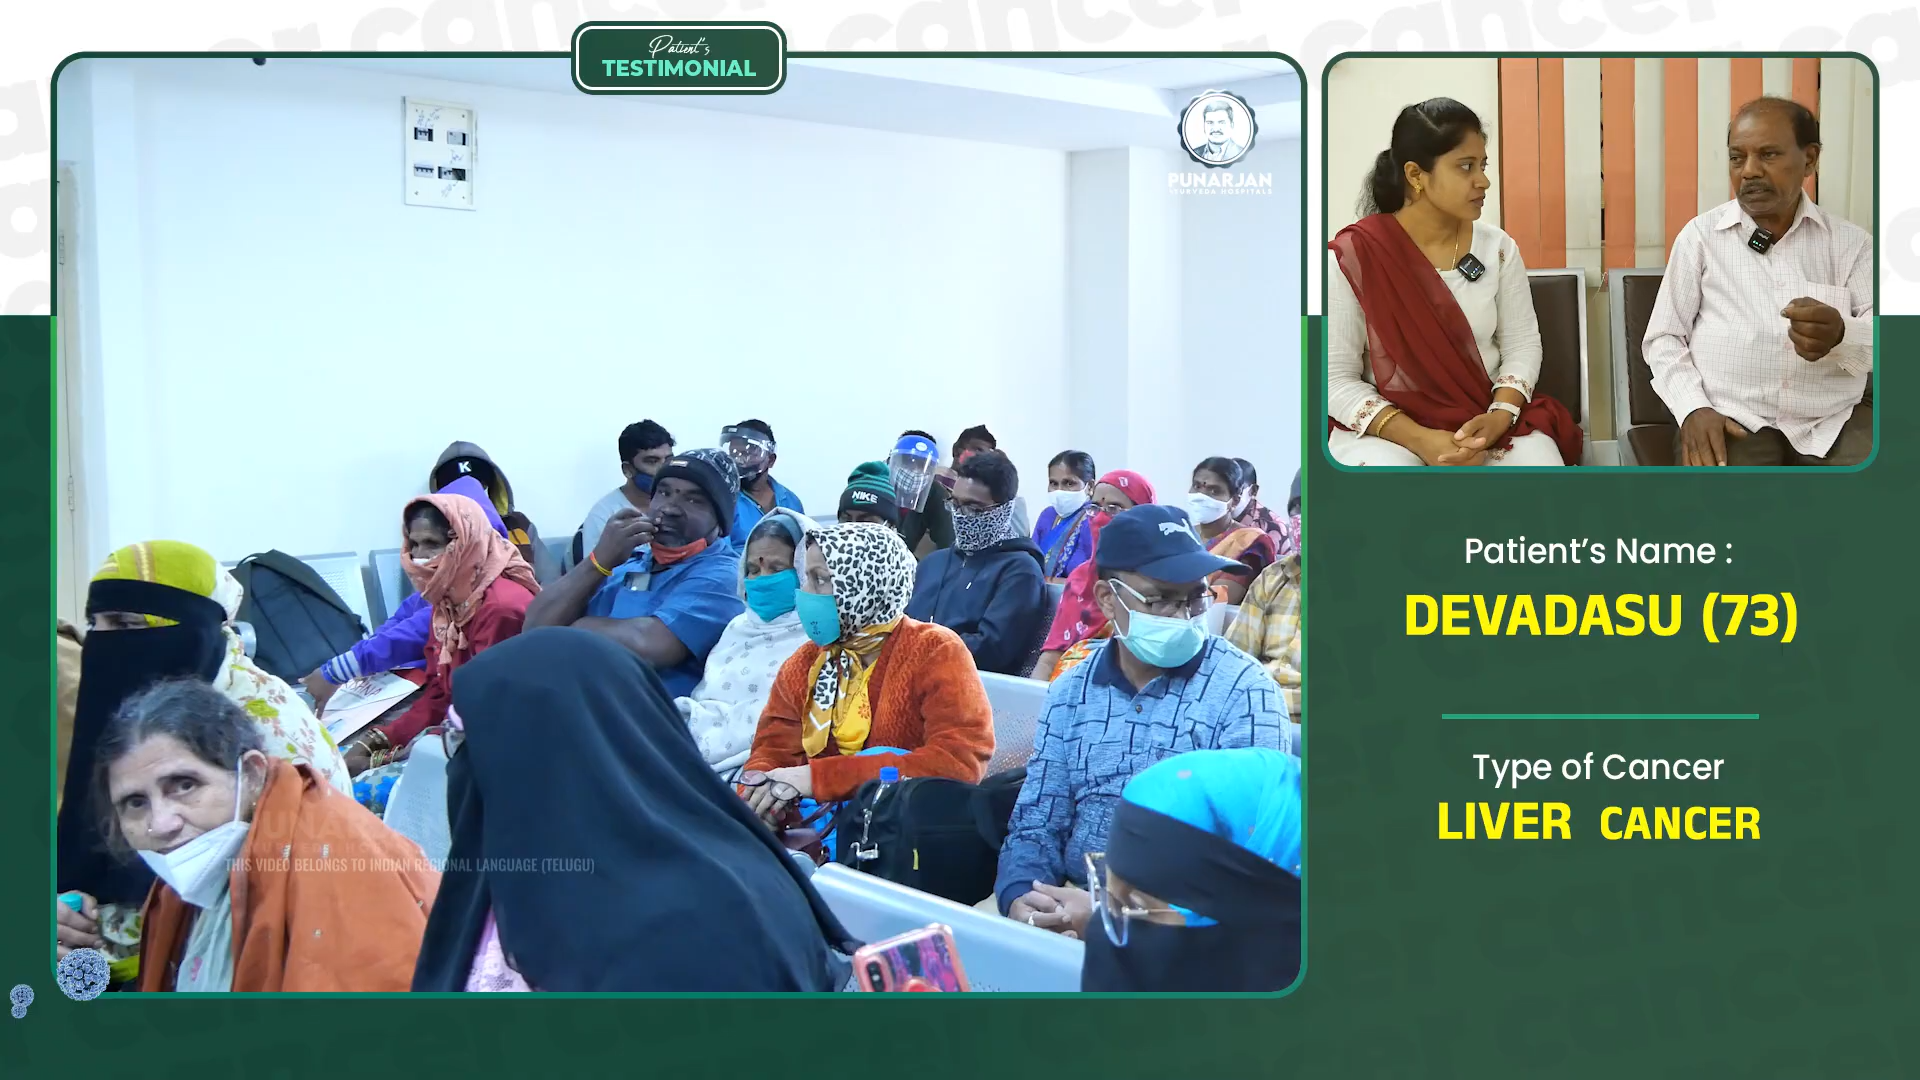 Patient's
TESTIMONIAL
PUNARJAN
AYURVEDA HOSPITALS
K
NIKE
THIS VIDEO BELONGS TO INDIAN REGIONAL LANGUAGE (TELUGU)
Patient’s Name :
DEVADASU (73)
Type of Cancer
LIVER CANCER